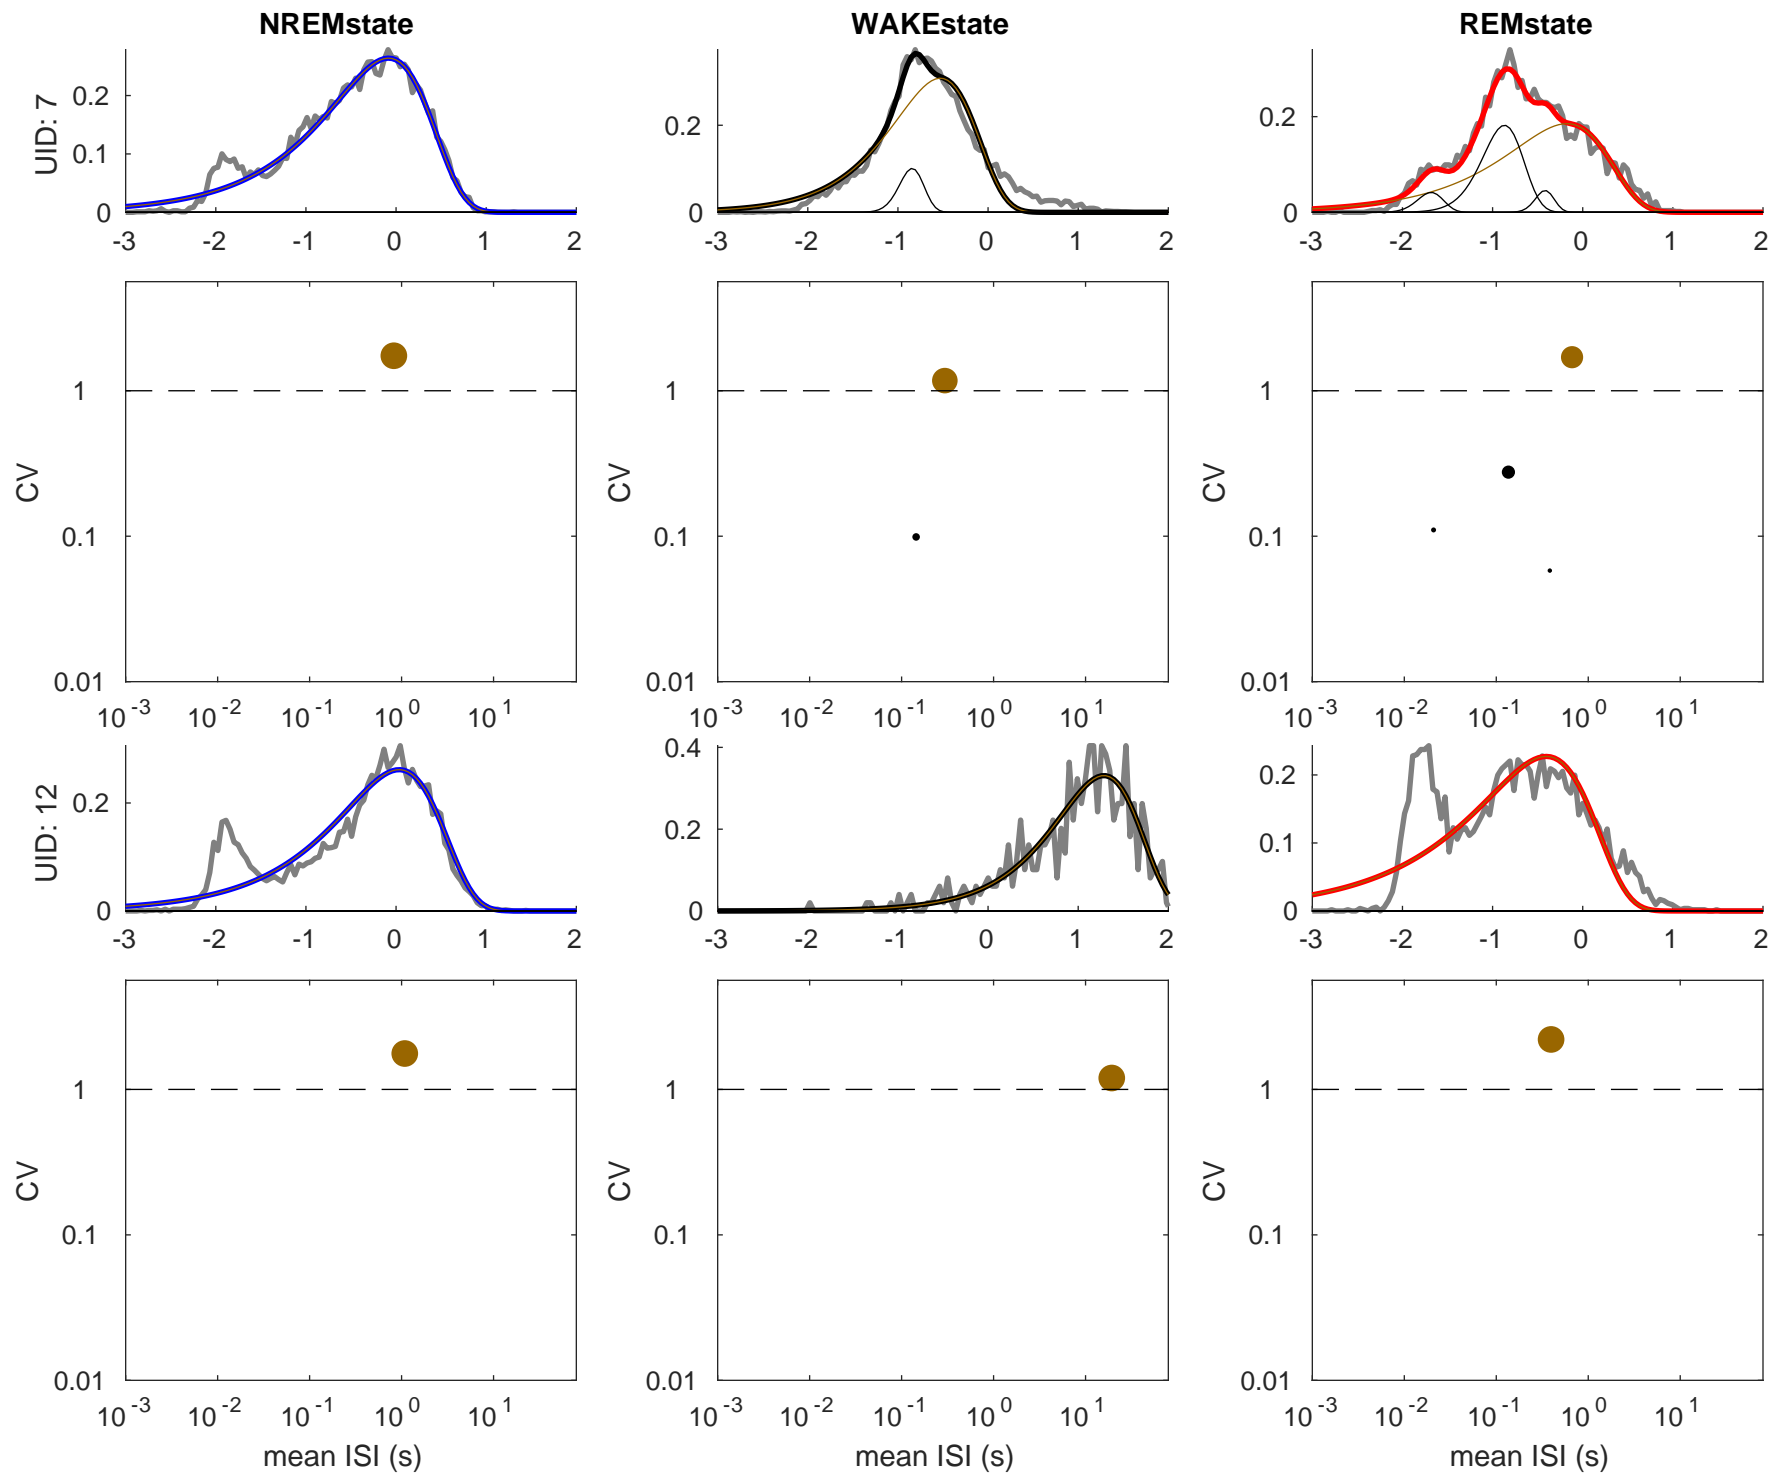 NREMstate WAKEstate REMstate
UID: 7
0.2 0.1 0
-3 -2 -1 0 1 2
0.2 0
-3 -2 -1 0 1 2
0.2 0
-3 -2 -1 0 1 2
CV
1 0.1 0.01
10^-3 10^-2 10^-1 10^0 10^1
CV
1 0.1 0.01
10^-3 10^-2 10^-1 10^0 10^1
CV
1 0.1 0.01
10^-3 10^-2 10^-1 10^0 10^1
UID: 12
0.2 0
-3 -2 -1 0 1 2
0.4 0.2 0
-3 -2 -1 0 1 2
0.2 0.1 0
-3 -2 -1 0 1 2
CV
1 0.1 0.01
10^-3 10^-2 10^-1 10^0 10^1
mean ISI (s)
CV
1 0.1 0.01
10^-3 10^-2 10^-1 10^0 10^1
mean ISI (s)
CV
1 0.1 0.01
10^-3 10^-2 10^-1 10^0 10^1
mean ISI (s)